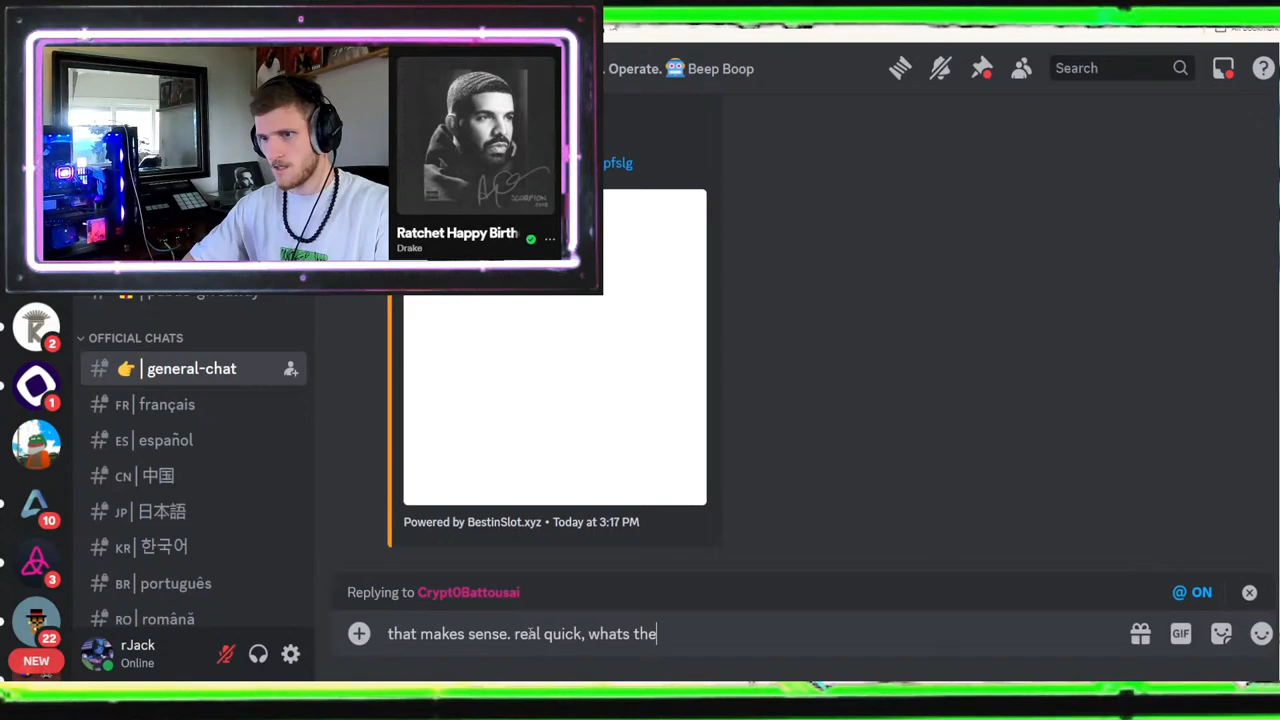 . Operate. 🤖 Beep Boop
Search
pfslg
SCORPION
Ratchet Happy Birth
Drake
OFFICIAL CHATS
👉 | general-chat
FR | français
ES | español
CN | 中国
JP | 日本語
KR | 한국어
BR | português
RO | română
2
1
10
3
22
NEW
rJack
Online
Powered by BestinSlot.xyz • Today at 3:17 PM
Replying to Crypt0Battousai
@ ON
that makes sense. real quick, whats the
GIF